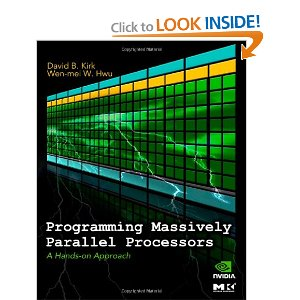 Click to
LOOK INSIDE!
David B. Kirk
Wen-mei W. Hwu
Programming Massively
Parallel Processors
A Hands-on Approach
NVIDIA
MK